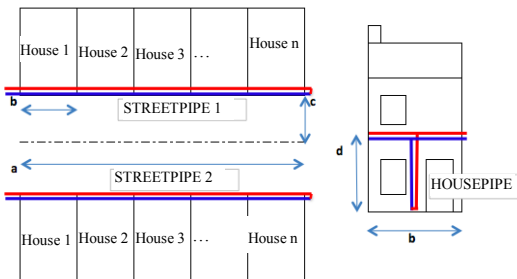 House 1 House 2 House 3 ... House n
b STREETPIPE 1 c
a
STREETPIPE 2
House 1 House 2 House 3 ... House n
d
HOUSEPIPE
b